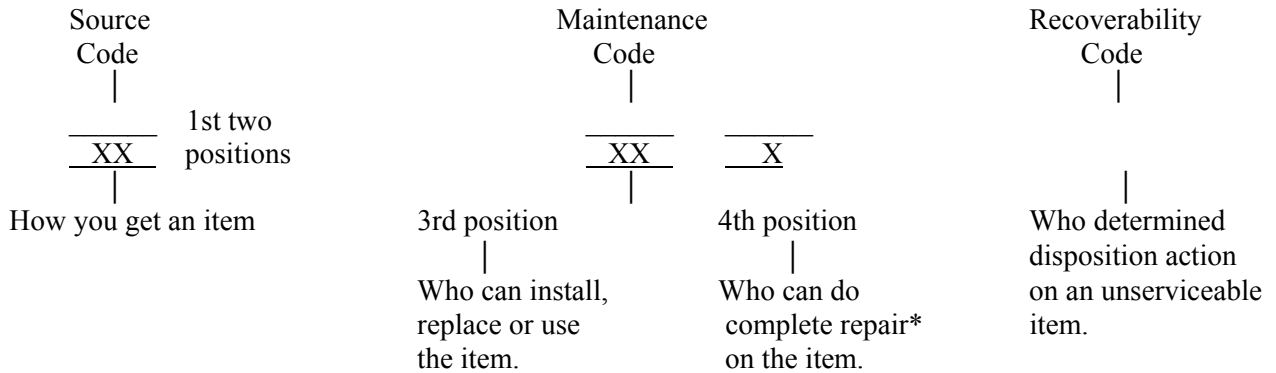 Source Maintenance Recoverability
Code Code Code
1st two
XX positions XX X
How you get an item 3rd position 4th position Who determined
disposition action
Who can install, Who can do on an unserviceable
replace or use complete repair* item.
the item. on the item.